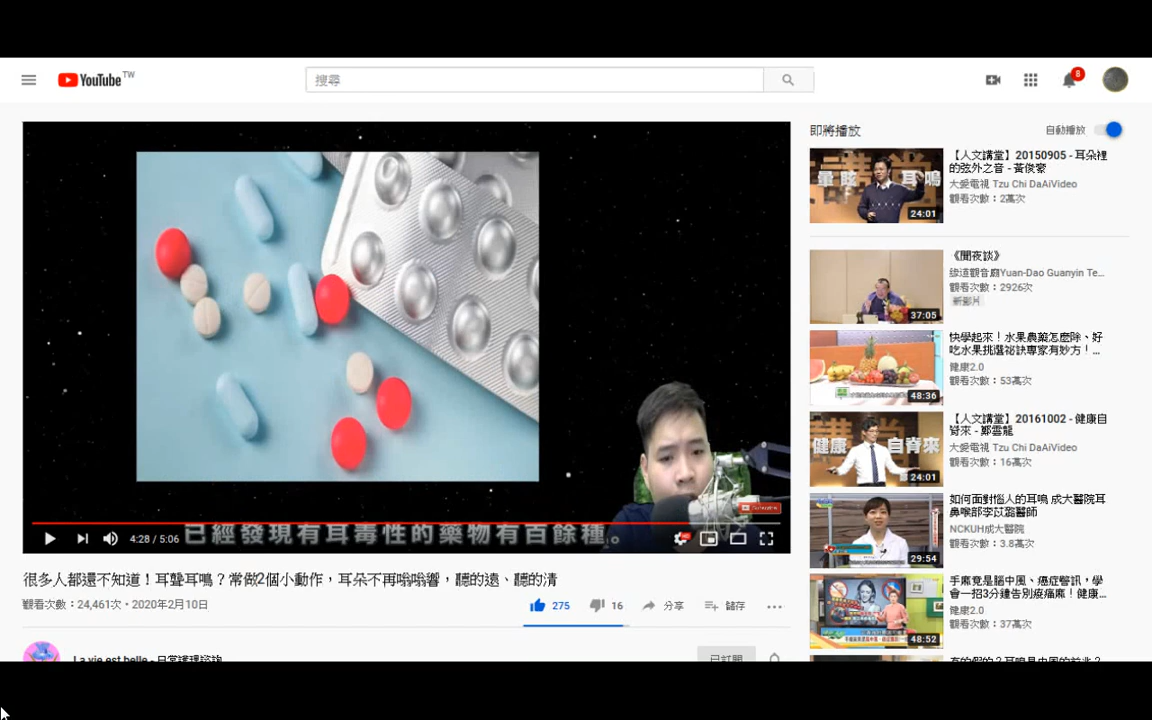 YouTube TW
搜尋
8
已經發現有耳毒性的藥物有百餘種。
4:28 / 5:06
很多人都還不知道！耳聾耳鳴？常做2個小動作，耳朵不再嗡嗡響，聽的遠、聽的清
觀看次數：24,461次 · 2020年2月10日
275
16
分享
儲存
La vie est belle - 日常護理諮詢
已訂閱
即將播放
自動播放
【人文講堂】20150905 - 耳朵裡
的弦外之音 - 黃俊豪
大愛電視 Tzu Chi DaAiVideo
觀看次數：2萬次
24:01
《聞夜談》
Yuan-Dao Guanyin Te...
觀看次數：2926次
新影片
37:05
快學起來！水果農藥怎麼除、好
吃水果挑選祕訣專家有妙方！...
健康2.0
觀看次數：53萬次
48:36
【人文講堂】20161002 - 健康自
脊來 - 鄭雲龍
大愛電視 Tzu Chi DaAiVideo
觀看次數：16萬次
健康 自脊來
24:01
如何面對惱人的耳鳴 成大醫院耳
鼻喉部李苡醫師
NCKUH成大醫院
觀看次數：3.8萬次
29:54
手麻竟是腦中風、癌症警訊，學
會一招3分鐘告別痠痛麻！健康...
健康2.0
觀看次數：37萬次
48:52